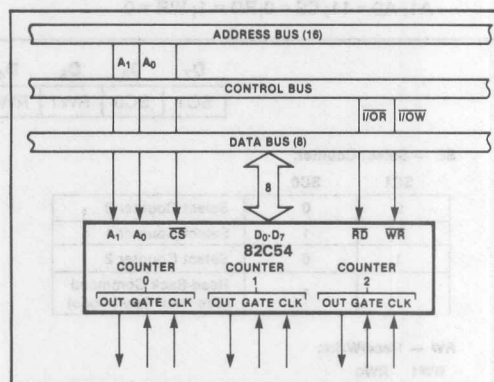 ADDRESS BUS (16)
A1 A0
CONTROL BUS
I/OR I/OW
DATA BUS (8)
8
A1 A0 CS D0-D7 RD WR
82C54
COUNTER COUNTER COUNTER
0 1 2
OUT GATE CLK OUT GATE CLK OUT GATE CLK